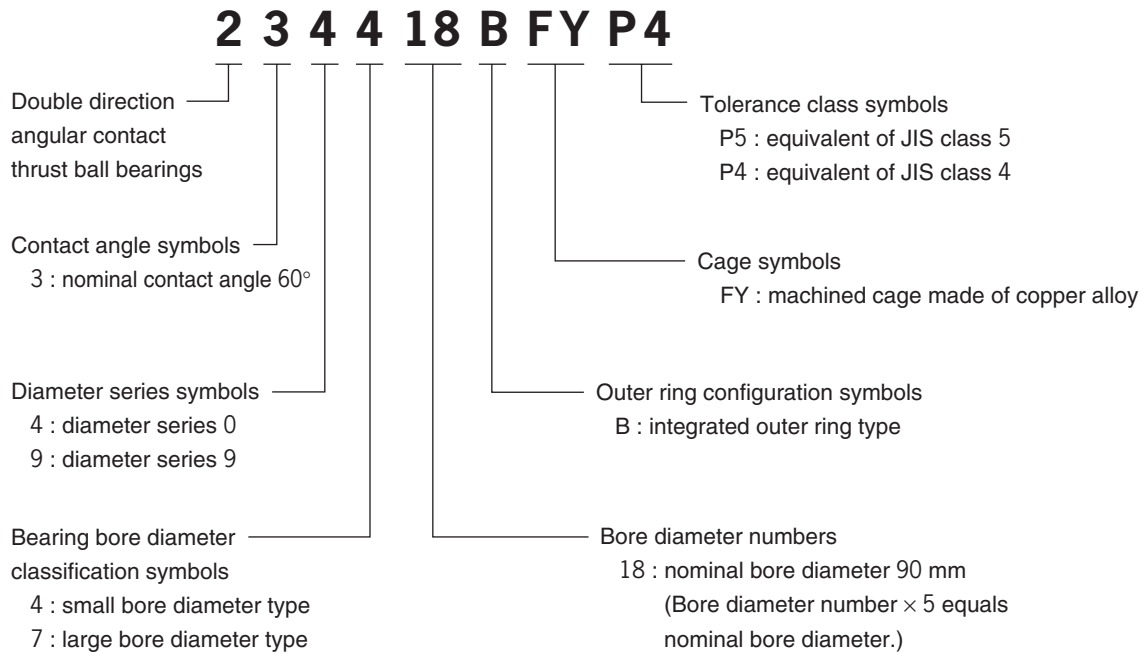 2 3 4 4 18 B FY P4
Double direction
angular contact
thrust ball bearings
Contact angle symbols
3 : nominal contact angle 60°
Diameter series symbols
4 : diameter series 0
9 : diameter series 9
Bearing bore diameter
classification symbols
4 : small bore diameter type
7 : large bore diameter type
Tolerance class symbols
P5 : equivalent of JIS class 5
P4 : equivalent of JIS class 4
Cage symbols
FY : machined cage made of copper alloy
Outer ring configuration symbols
B : integrated outer ring type
Bore diameter numbers
18 : nominal bore diameter 90 mm
(Bore diameter number × 5 equals
nominal bore diameter.)